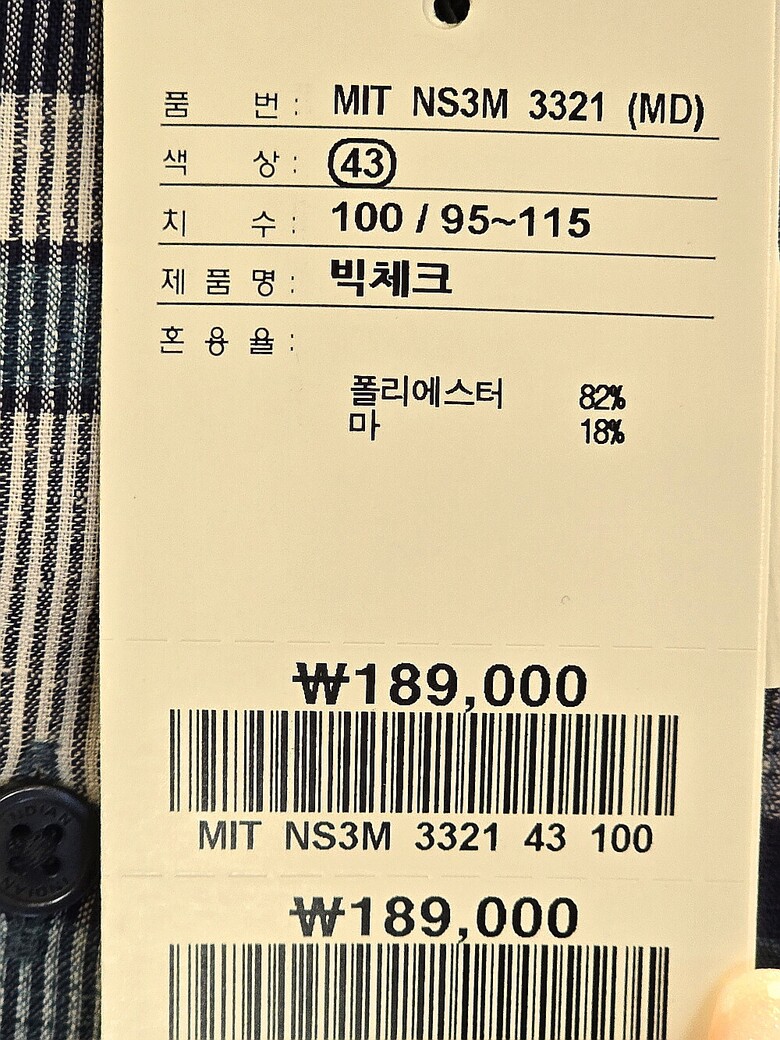 품 번 : MIT NS3M 3321 (MD)
색 상 : 43
치 수 : 100 / 95~115
제 품 명 : 빅체크
혼 용 율 :
폴리에스터 82%
마 18%
₩189,000
MIT NS3M 3321 43 100
₩189,000
INDIAN
INDIAN